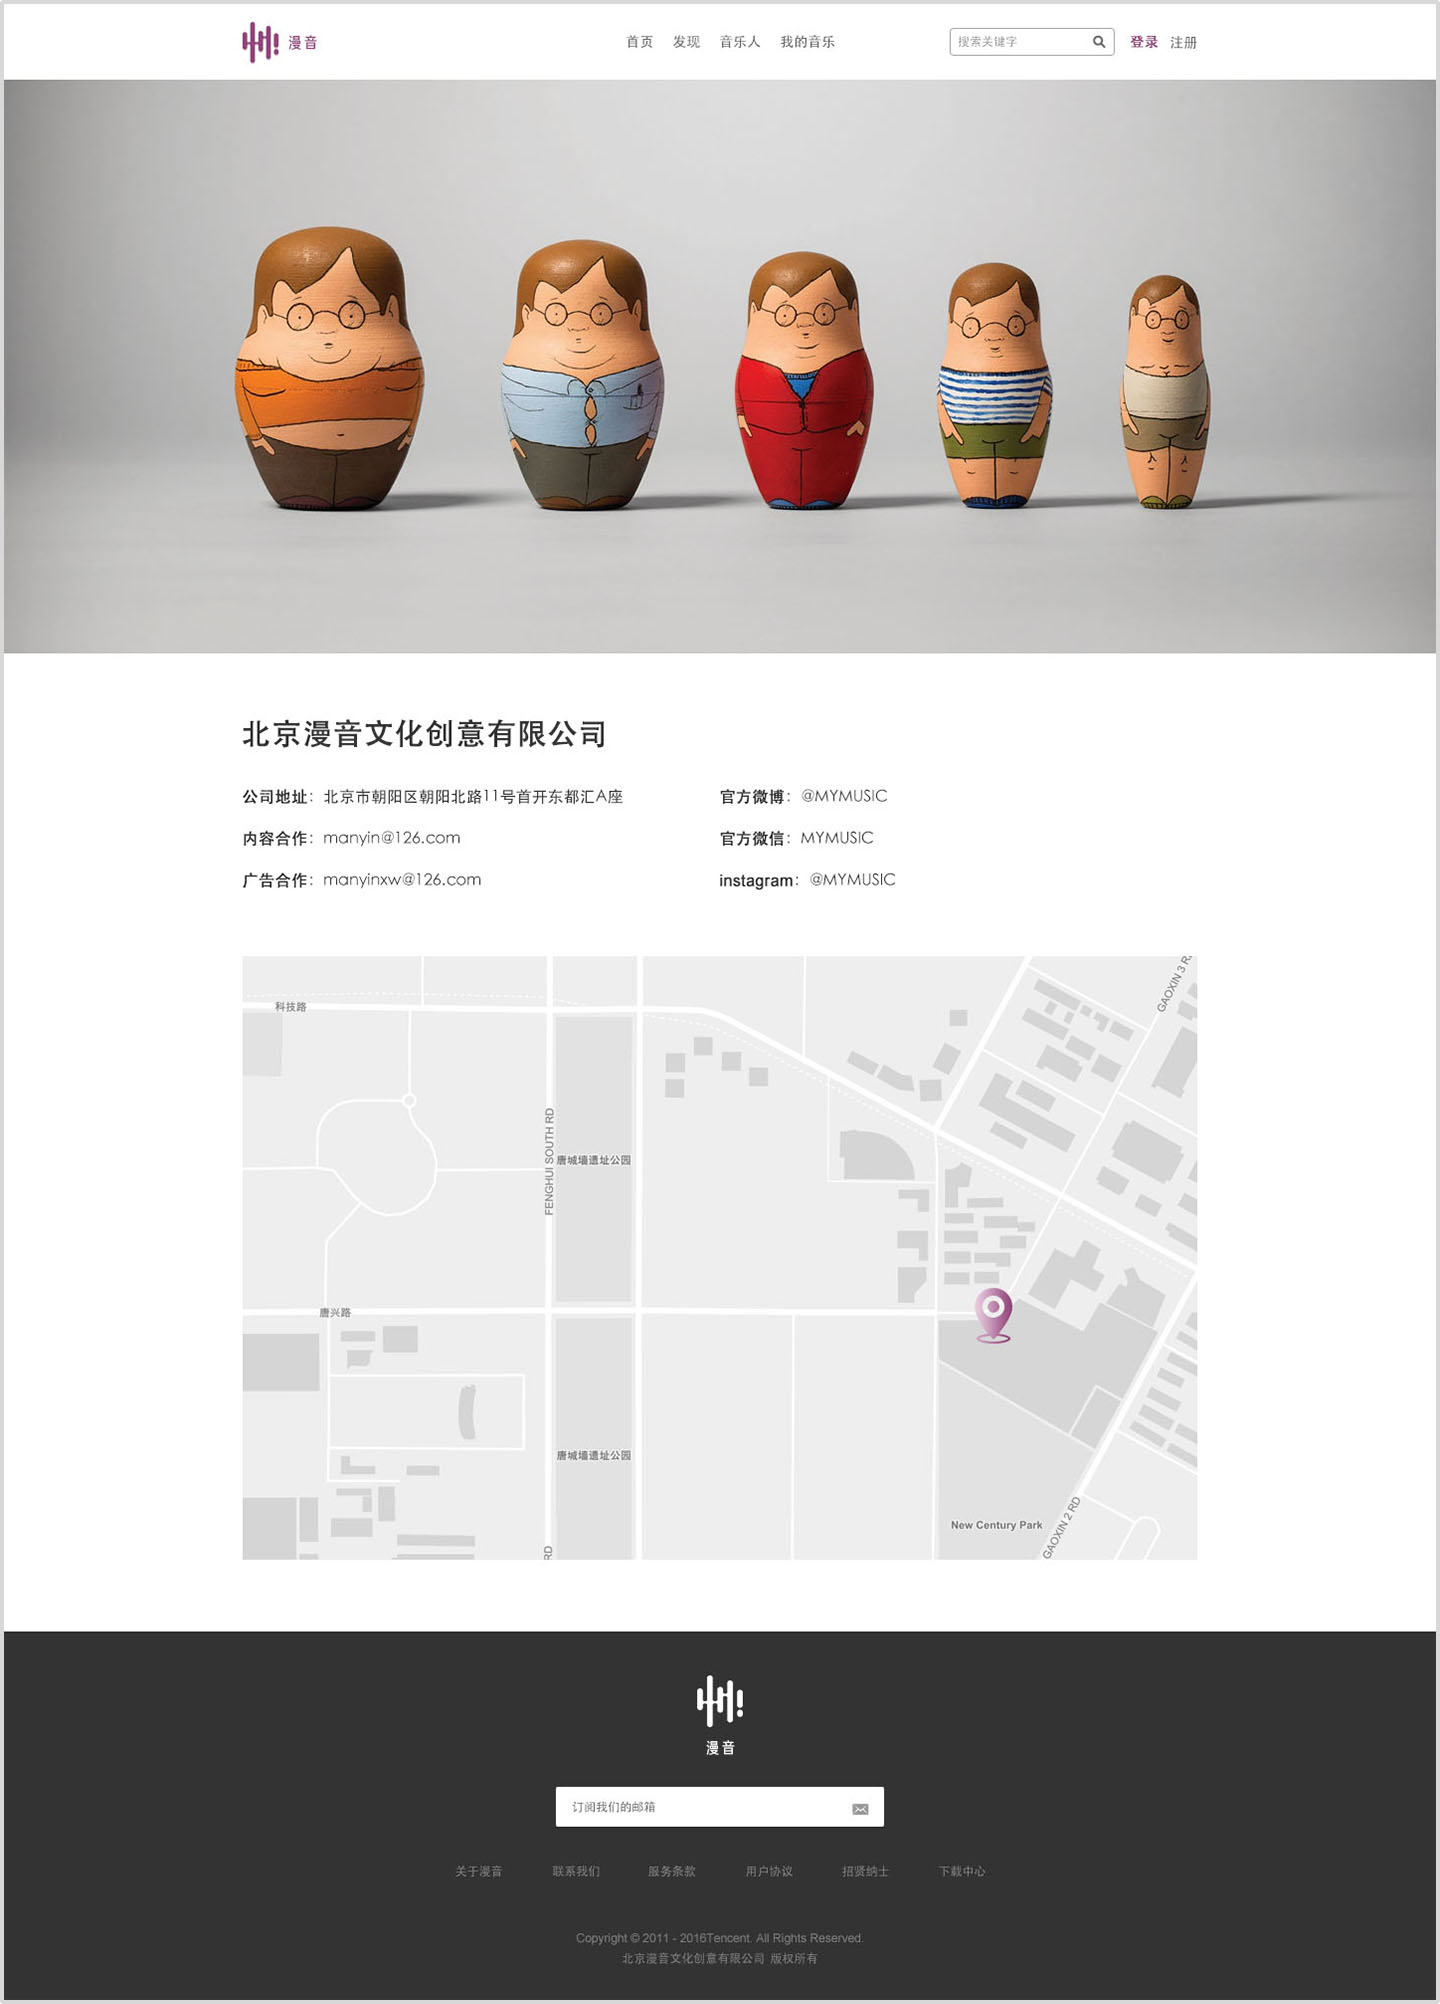 漫音
首页 发现 音乐人 我的音乐
搜索关键字
登录 注册
北京漫音文化创意有限公司
公司地址：北京市朝阳区朝阳北路11号首开东都汇A座
官方微博：@MYMUSIC
内容合作：manyin@126.com
官方微信：MYMUSIC
广告合作：manyinxw@126.com
instagram：@MYMUSIC
GAOXIN 3 R
科技路
FENGHUI SOUTH RD
唐城墙遗址公园
唐兴路
唐城墙遗址公园
New Century Park
GAOXIN 2 RD
RD
漫音
订阅我们的邮箱
关于漫音 联系我们 服务条款 用户协议 招贤纳士 下载中心
Copyright © 2011 - 2016Tencent. All Rights Reserved.
北京漫音文化创意有限公司 版权所有